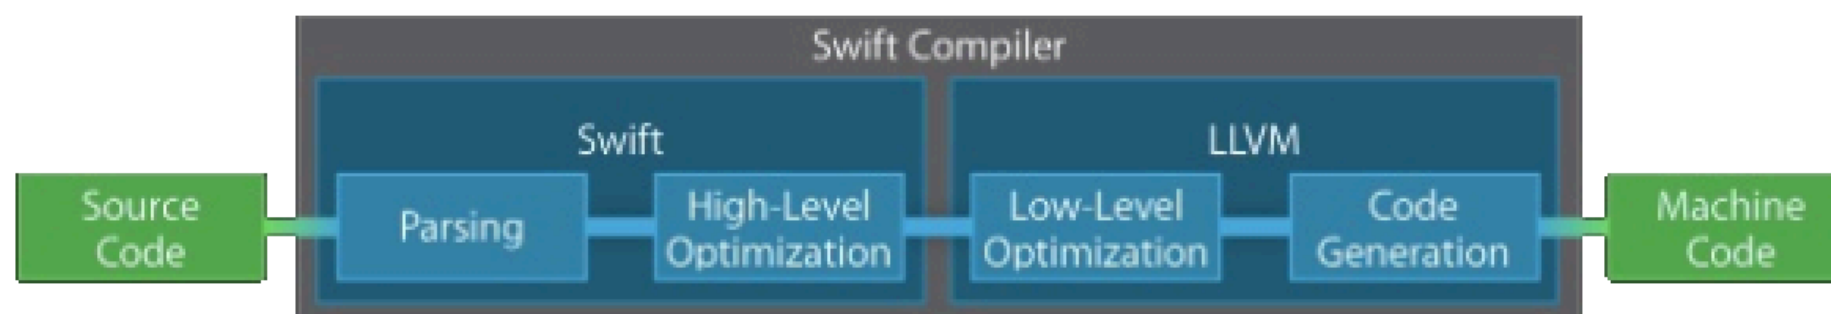 Swift Compiler
Swift
LLVM
Source
Code
Parsing
High-Level
Optimization
Low-Level
Optimization
Code
Generation
Machine
Code